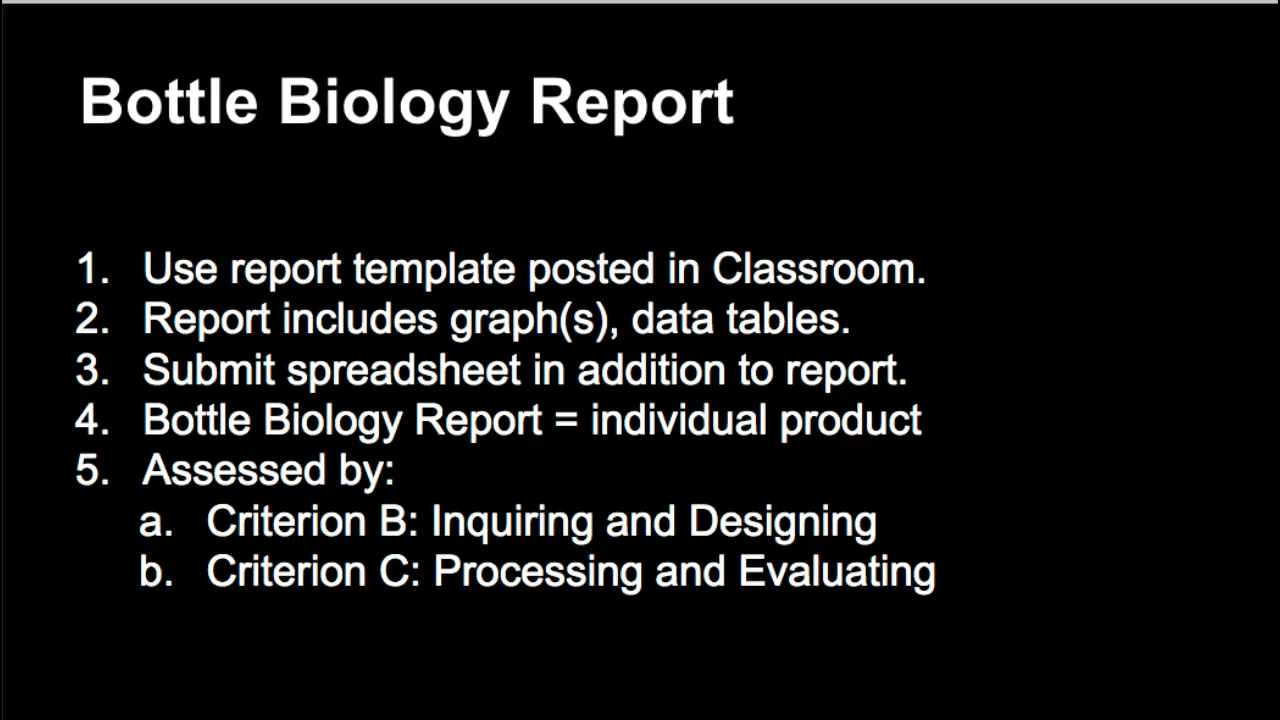 Bottle Biology Report
1. Use report template posted in Classroom.
2. Report includes graph(s), data tables.
3. Submit spreadsheet in addition to report.
4. Bottle Biology Report = individual product
5. Assessed by:
a. Criterion B: Inquiring and Designing
b. Criterion C: Processing and Evaluating